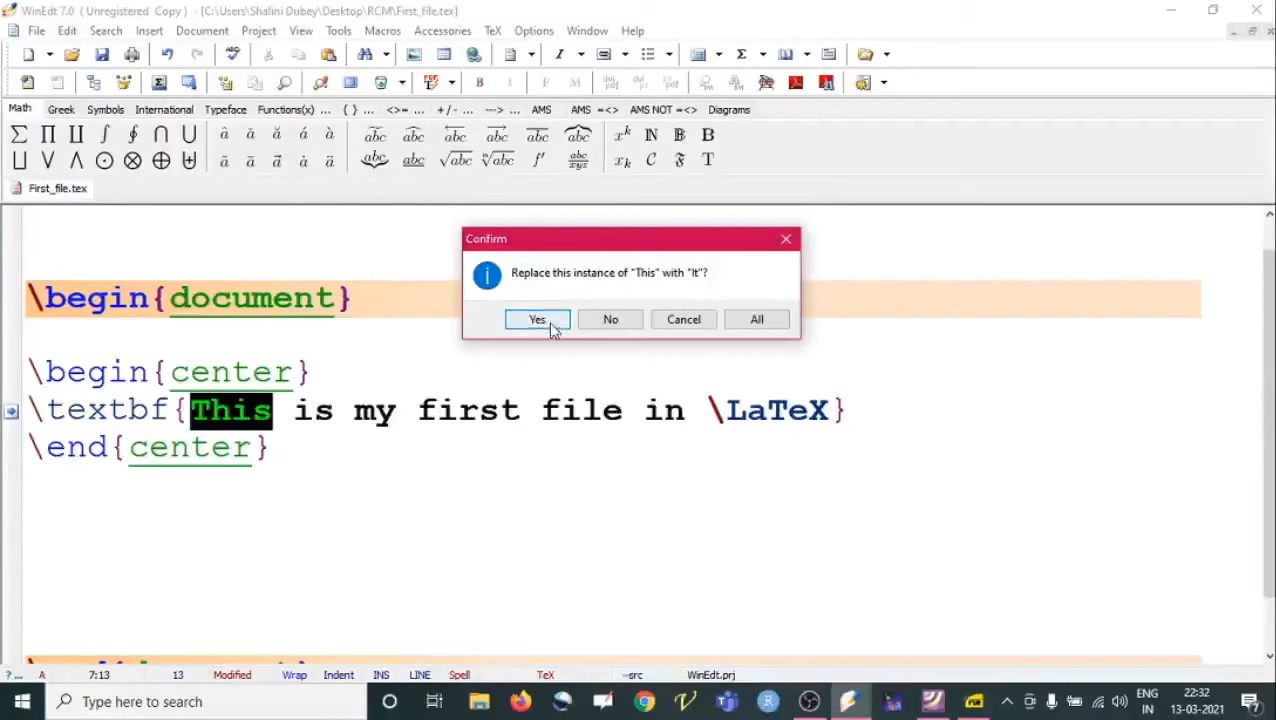 WinEdt 7.0 ( Unregistered Copy ) - [C:\Users\Shalini Dubey\Desktop\RCM\First_file.tex]
File Edit Search Insert Document Project View Tools Macros Accessories TeX Options Window Help
Math Greek Symbols International Typeface Functions(x) ... { } ... <>= ... +/- ... ---> ... AMS AMS =<> AMS NOT =<> Diagrams
First_file.tex
Confirm
Replace this instance of "This" with "It"?
Yes No Cancel All
\begin{document}
\begin{center}
\textbf{This is my first file in \LaTeX}
\end{center}
?... A 7:13 13 Modified Wrap Indent INS LINE Spell TeX --src WinEdt.prj
Type here to search
ENG 22:32
IN 13-03-2021